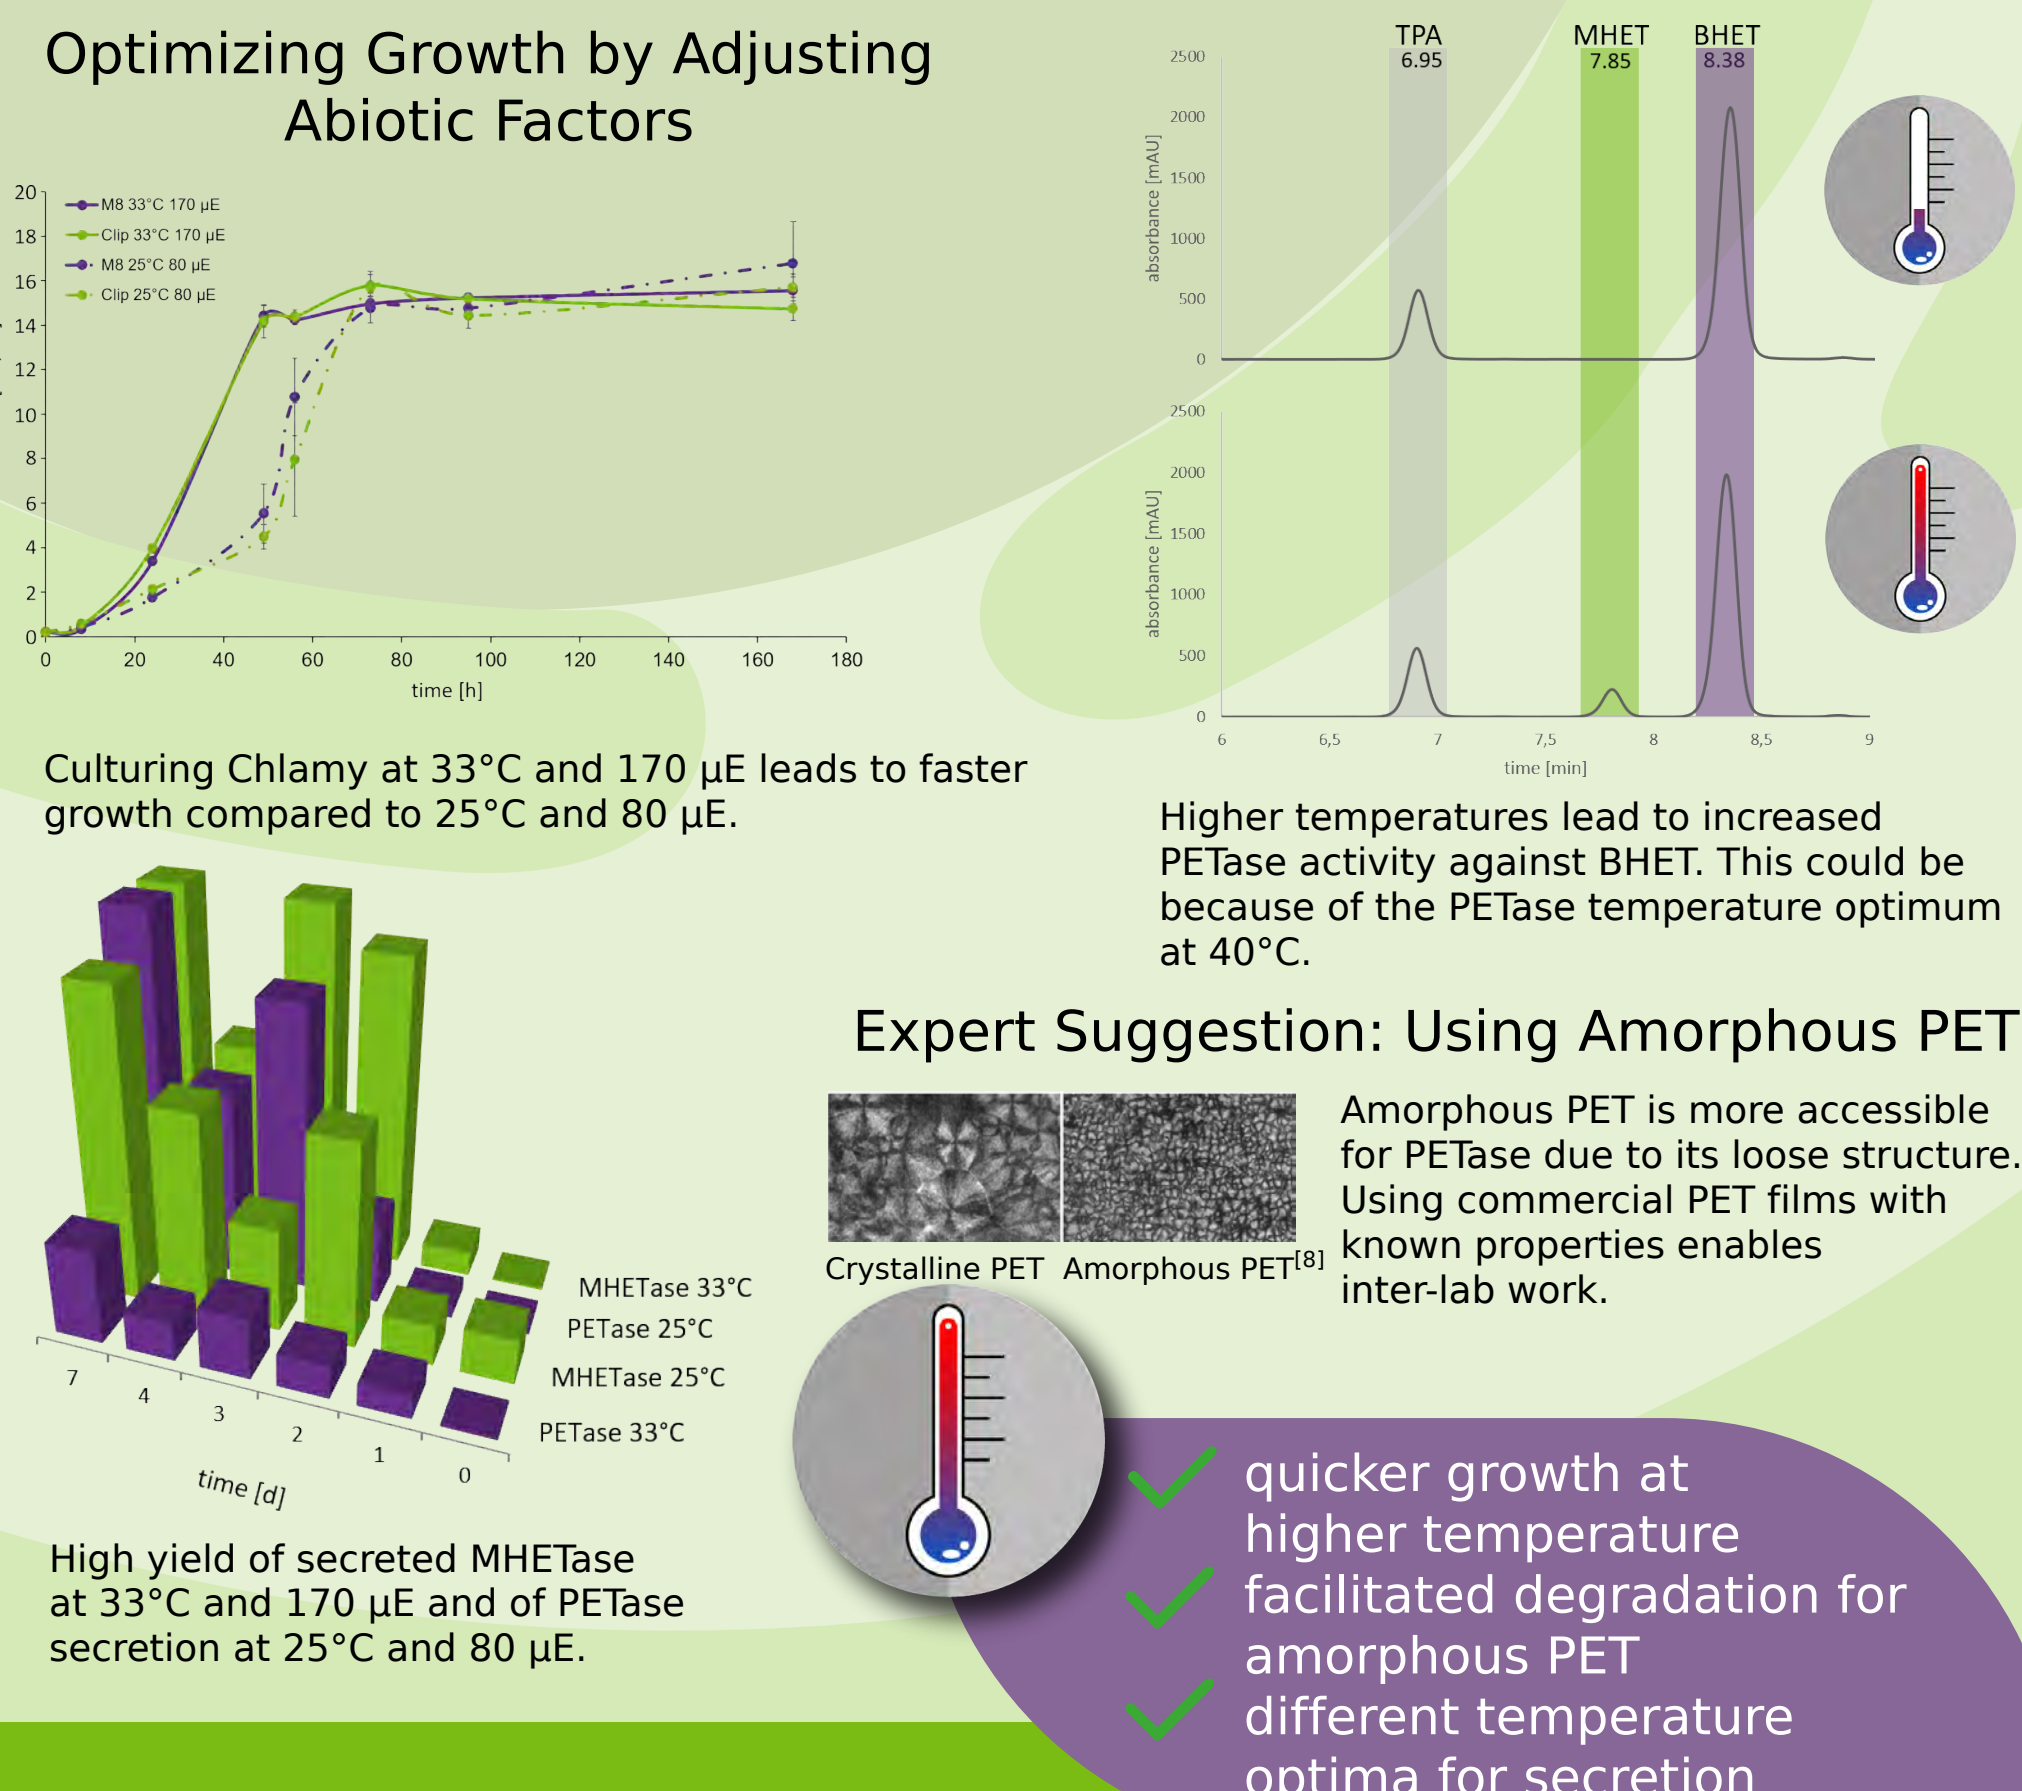 Optimizing Growth by Adjusting
Abiotic Factors
20
18
16
14
12
10
8
6
4
2
0
M8 33°C 170 µE
Clip 33°C 170 µE
M8 25°C 80 µE
Clip 25°C 80 µE
0 20 40 60 80 100 120 140 160 180
time [h]
Culturing Chlamy at 33°C and 170 µE leads to faster
growth compared to 25°C and 80 µE.
MHETase 33°C
PETase 25°C
MHETase 25°C
PETase 33°C
7 4 3 2 1 0
time [d]
High yield of secreted MHETase
at 33°C and 170 µE and of PETase
secretion at 25°C and 80 µE.
TPA MHET BHET
6.95 7.85 8.38
absorbance [mAU]
2500
2000
1500
1000
500
0
absorbance [mAU]
2500
2000
1500
1000
500
0
6 6,5 7 7,5 8 8,5 9
time [min]
Higher temperatures lead to increased
PETase activity against BHET. This could be
because of the PETase temperature optimum
at 40°C.
Expert Suggestion: Using Amorphous PET
Crystalline PET Amorphous PET[8]
Amorphous PET is more accessible
for PETase due to its loose structure.
Using commercial PET films with
known properties enables
inter-lab work.
quicker growth at
higher temperature
facilitated degradation for
amorphous PET
different temperature
optima for secretion